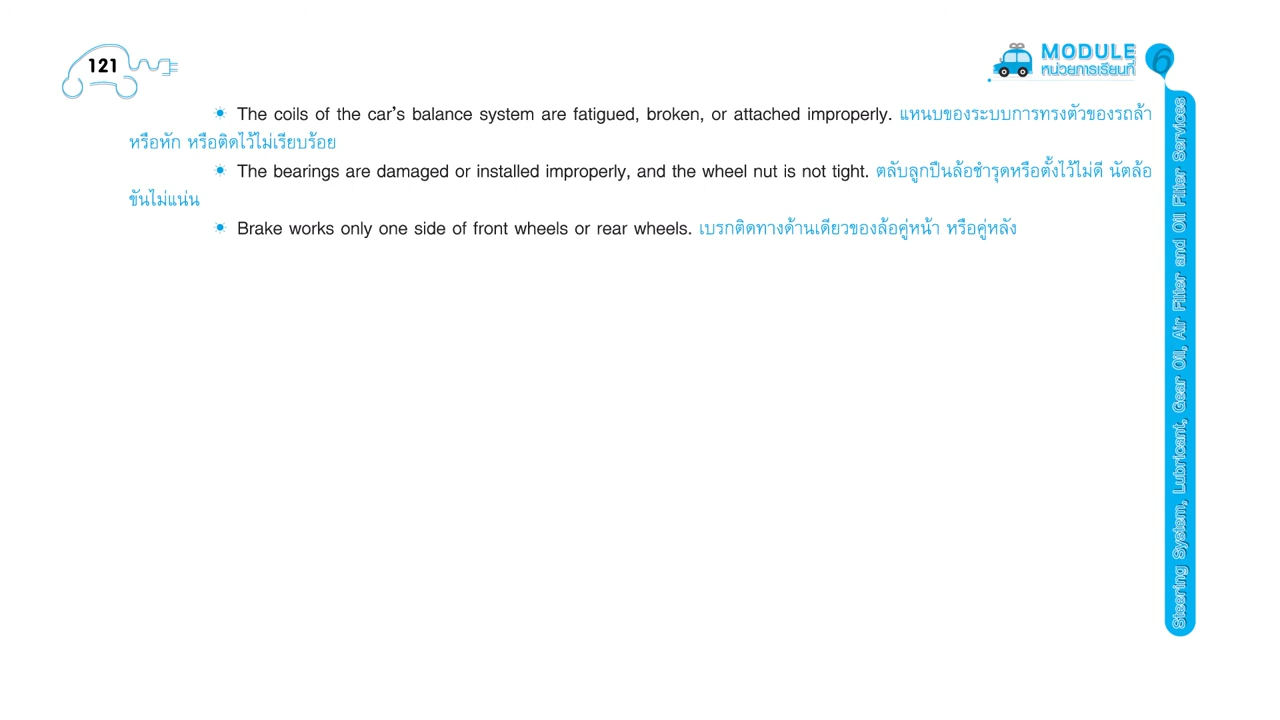 121
MODULE
หน่วยการเรียนที่
6
The coils of the car's balance system are fatigued, broken, or attached improperly. แหนบของระบบการทรงตัวของรถล้า
หรือหัก หรือติดไว้ไม่เรียบร้อย
The bearings are damaged or installed improperly, and the wheel nut is not tight. ตลับลูกปืนล้อชำรุดหรือตั้งไว้ไม่ดี นัตล้อ
ขันไม่แน่น
Brake works only one side of front wheels or rear wheels. เบรกติดทางด้านเดียวของล้อคู่หน้า หรือคู่หลัง
Steering System, Lubricant, Gear Oil, Air Filter and Oil Filter Services